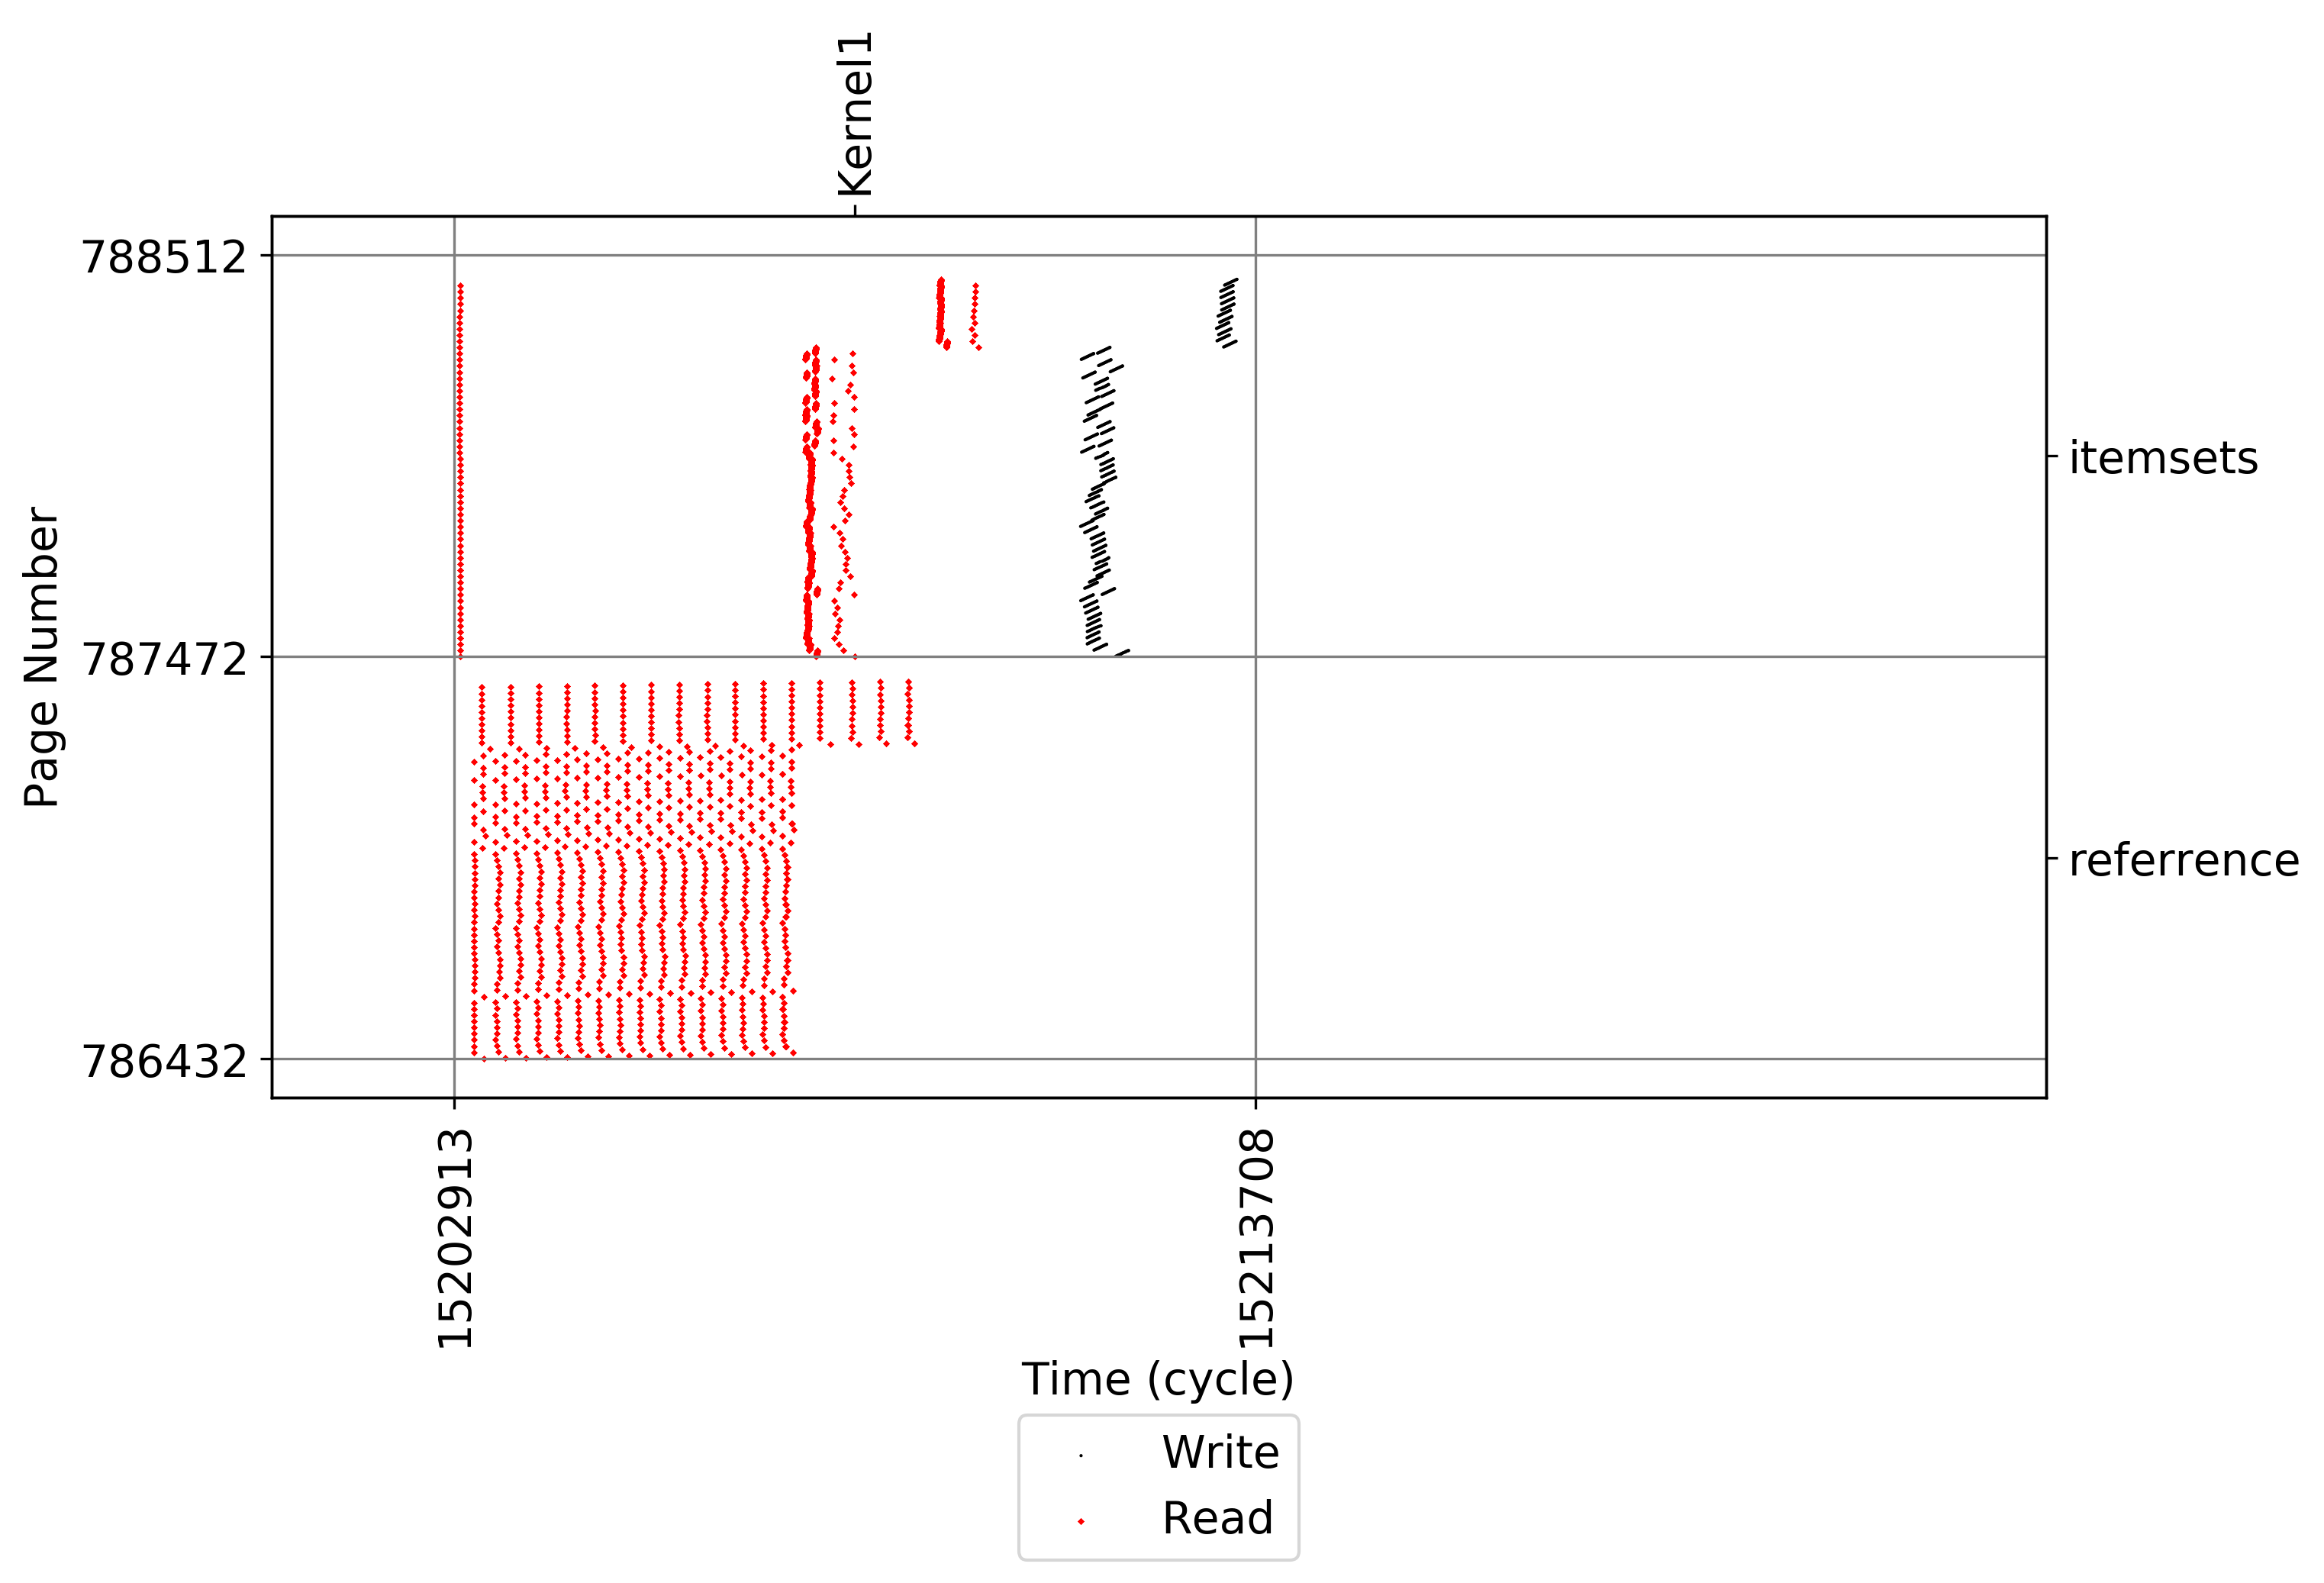 Kernel1
788512
787472
786432
Page Number
itemsets
referrence
15202913
15213708
Time (cycle)
Write
Read